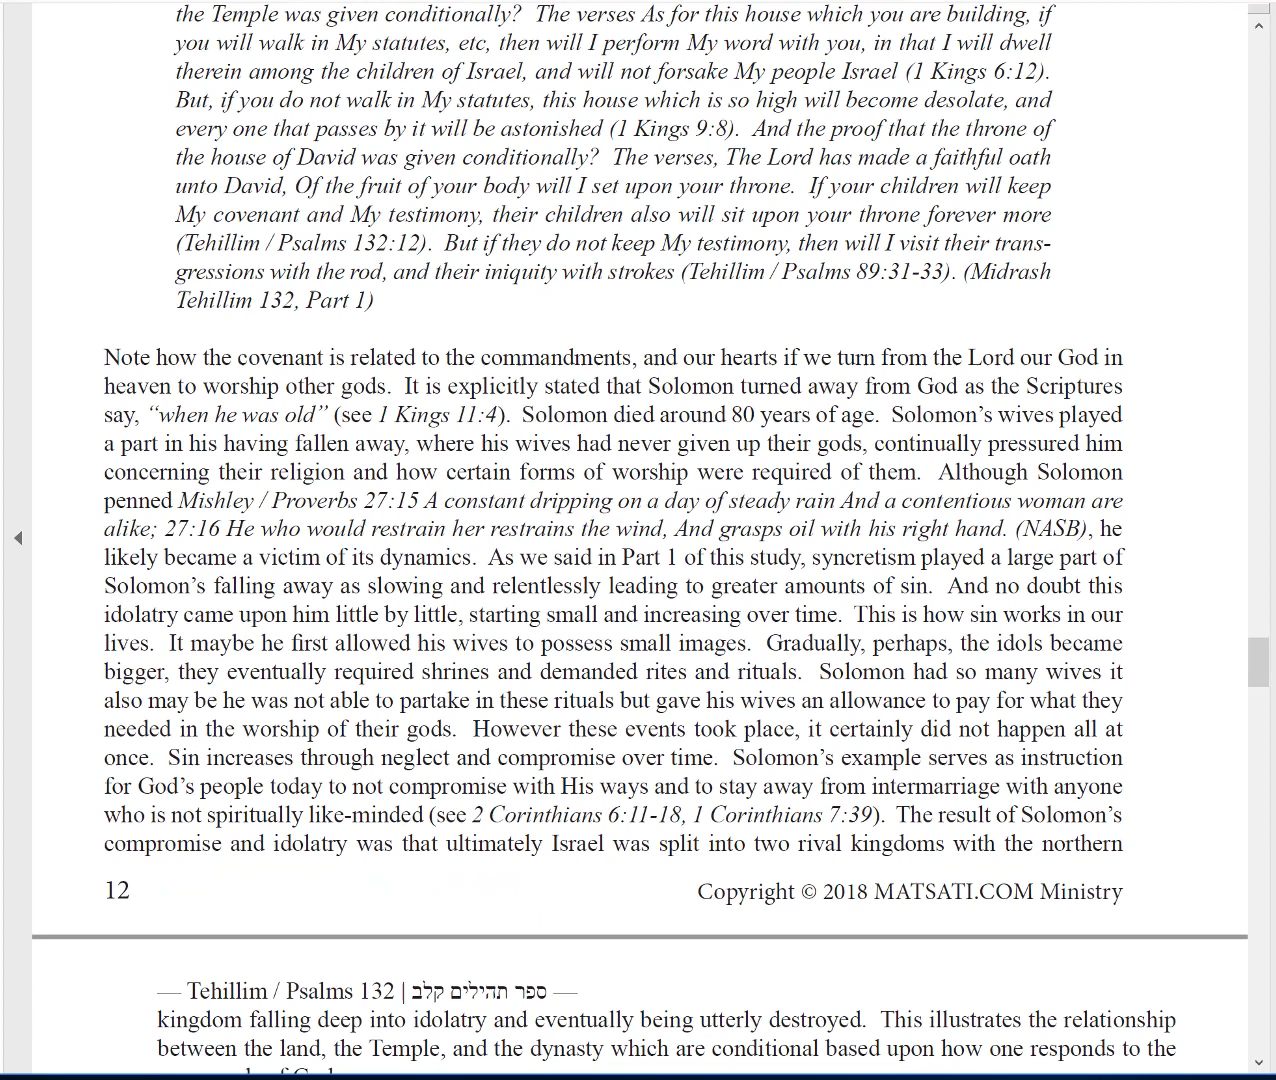 the Temple was given conditionally?  The verses As for this house which you are building, if
you will walk in My statutes, etc, then will I perform My word with you, in that I will dwell
therein among the children of Israel, and will not forsake My people Israel (1 Kings 6:12).
But, if you do not walk in My statutes, this house which is so high will become desolate, and
every one that passes by it will be astonished (1 Kings 9:8).  And the proof that the throne of
the house of David was given conditionally?  The verses, The Lord has made a faithful oath
unto David, Of the fruit of your body will I set upon your throne.  If your children will keep
My covenant and My testimony, their children also will sit upon your throne forever more
(Tehillim / Psalms 132:12).  But if they do not keep My testimony, then will I visit their trans-
gressions with the rod, and their iniquity with strokes (Tehillim / Psalms 89:31-33). (Midrash
Tehillim 132, Part 1)
Note how the covenant is related to the commandments, and our hearts if we turn from the Lord our God in
heaven to worship other gods.  It is explicitly stated that Solomon turned away from God as the Scriptures
say, “when he was old” (see 1 Kings 11:4).  Solomon died around 80 years of age.  Solomon’s wives played
a part in his having fallen away, where his wives had never given up their gods, continually pressured him
concerning their religion and how certain forms of worship were required of them.  Although Solomon
penned Mishley / Proverbs 27:15 A constant dripping on a day of steady rain And a contentious woman are
alike; 27:16 He who would restrain her restrains the wind, And grasps oil with his right hand. (NASB), he
likely became a victim of its dynamics.  As we said in Part 1 of this study, syncretism played a large part of
Solomon’s falling away as slowing and relentlessly leading to greater amounts of sin.  And no doubt this
idolatry came upon him little by little, starting small and increasing over time.  This is how sin works in our
lives.  It maybe he first allowed his wives to possess small images.  Gradually, perhaps, the idols became
bigger, they eventually required shrines and demanded rites and rituals.  Solomon had so many wives it
also may be he was not able to partake in these rituals but gave his wives an allowance to pay for what they
needed in the worship of their gods.  However these events took place, it certainly did not happen all at
once.  Sin increases through neglect and compromise over time.  Solomon’s example serves as instruction
for God’s people today to not compromise with His ways and to stay away from intermarriage with anyone
who is not spiritually like-minded (see 2 Corinthians 6:11-18, 1 Corinthians 7:39).  The result of Solomon’s
compromise and idolatry was that ultimately Israel was split into two rival kingdoms with the northern
12 Copyright © 2018 MATSATI.COM Ministry
— Tehillim / Psalms 132 | ספר תהילים קלב —
kingdom falling deep into idolatry and eventually being utterly destroyed.  This illustrates the relationship
between the land, the Temple, and the dynasty which are conditional based upon how one responds to the